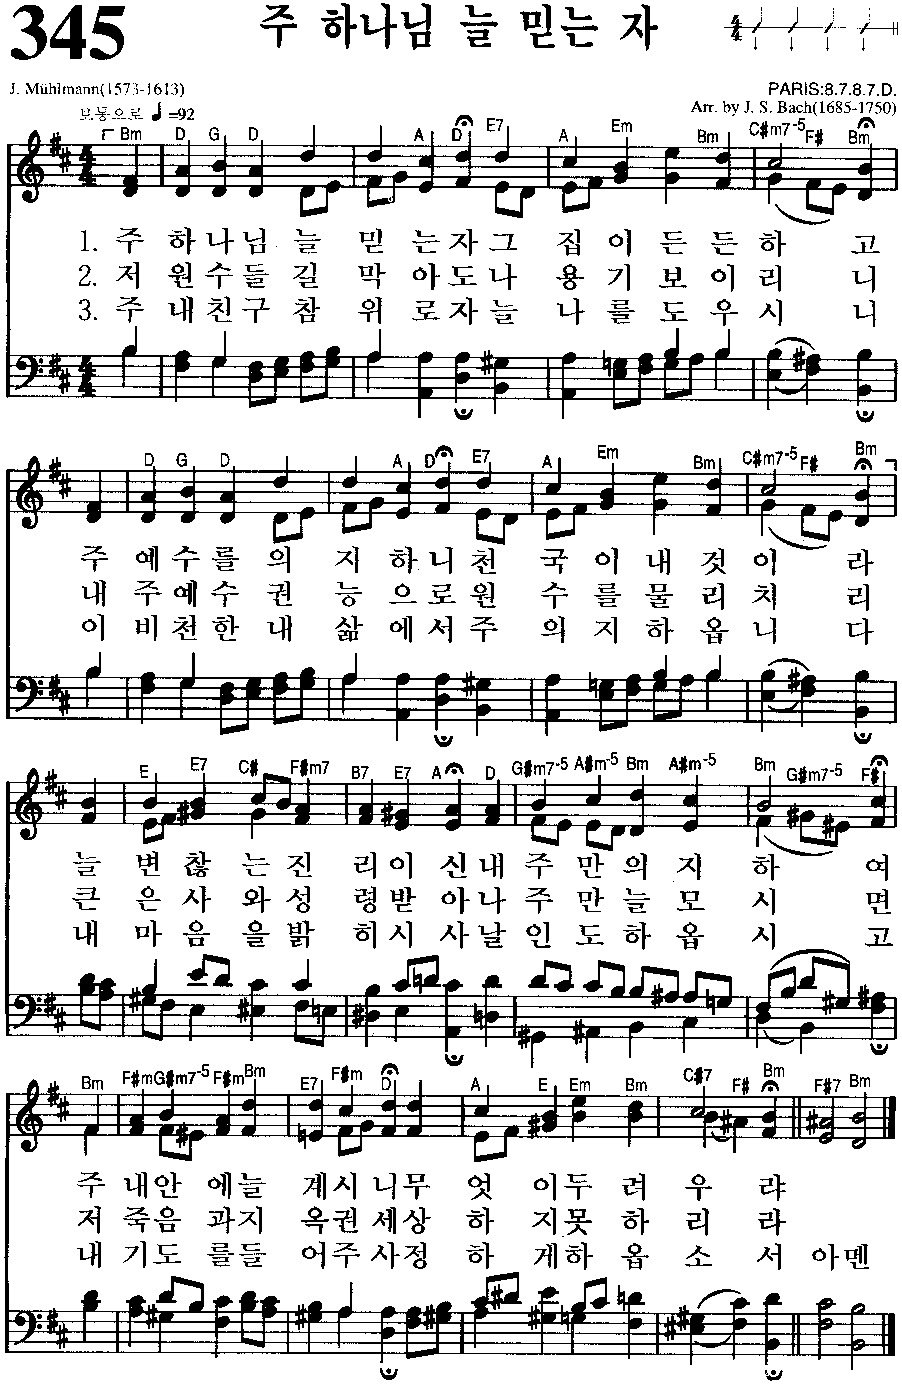 345
주 하나님 늘 믿는 자
J. Mühlmann(1573-1613)
PARIS:8.7.8.7.D.
Arr. by J. S. Bach(1685-1750)
보통으로 ♩=92
4/4
Bm D G D A D E7 A Em Bm C#m7-5 F# Bm
1. 주 하나님 늘 믿 는자그 집이든든하 고
2. 저 원수들 길 막 아도나 용기보이리 니
3. 주 내친구 참 위 로자늘 나를도우시 니
D G D A D E7 A Em Bm C#m7-5 F# Bm
주 예수를 의 지 하니천 국이내것이 라
내 주예수 권 능 으로원 수를물리치 리
이 비천한 내 삶 에서주 의지하옵니 다
E E7 C# F#m7 B7 E7 A D G#m7-5 A#m-5 Bm A#m-5 Bm G#m7-5 F#
늘 변찮 는진 리이 신내 주만의지 하 여
큰 은사 와성 령받 아나 주만늘모 시 면
내 마음 을밝 히시 사날 인도하옵 시 고
Bm F#m G#m7-5 F#m Bm E7 F#m D A E Em Bm C#7 F# Bm F#7 Bm
주 내안 에늘 계시니무 엇 이두려 우 랴
저 죽음 과지 옥권세상 하 지못하 리 라
내 기도 를들 어주사정 하 게하옵 소 서 아멘